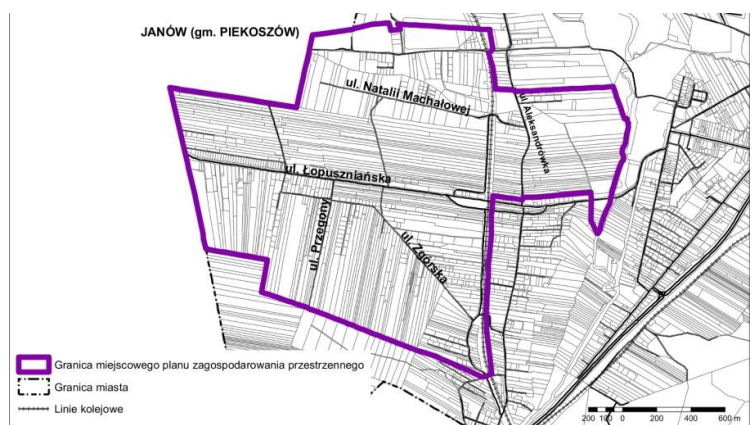 JANÓW (gm. PIEKOSZÓW)
ul. Natalii Machałowej
ul. Aleksandrówka
ul. Łopuszniańska
ul. Przegony
ul. Zgórska
Granica miejscowego planu zagospodarowania przestrzennego
Granica miasta
Linie kolejowe
200 100 0 200 400 600 m